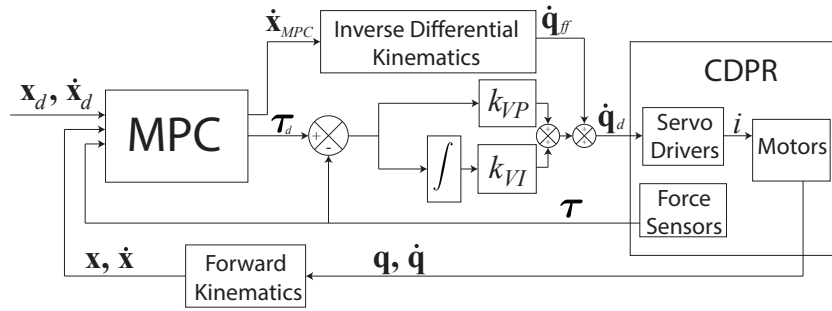 ẋ_MPC
Inverse Differential
Kinematics
q̇_ff
CDPR
x_d, ẋ_d
MPC
τ_d
+
-
k_VP
∫
k_VI
+
+
+
+
q̇_d
Servo
Drivers
i
Motors
τ
Force
Sensors
x, ẋ
Forward
Kinematics
q, q̇